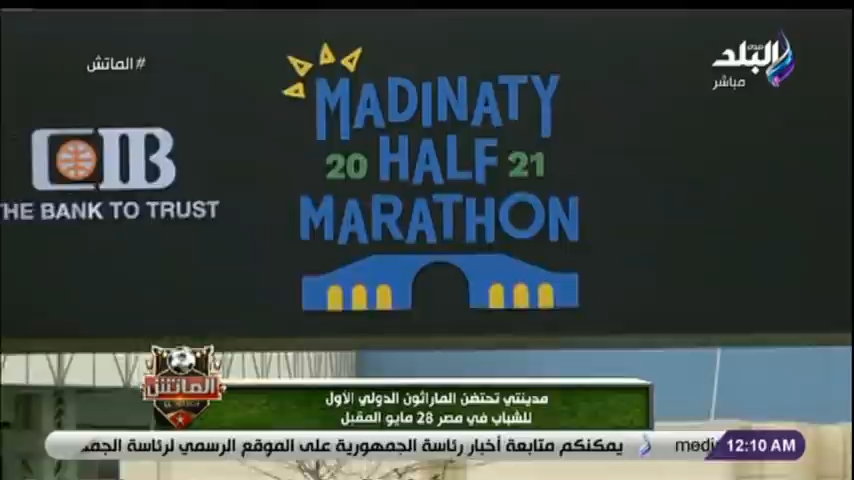 #الماتش
صدى
البلد
مباشر
CIB
THE BANK TO TRUST
MADINATY
20 HALF 21
MARATHON
الماتش
مدينتي تحتضن الماراثون الدولي الأول
للشباب في مصر 28 مايو المقبل
يمكنكم متابعة أخبار رئاسة الجمهورية على الموقع الرسمي لرئاسة
12:10 AM